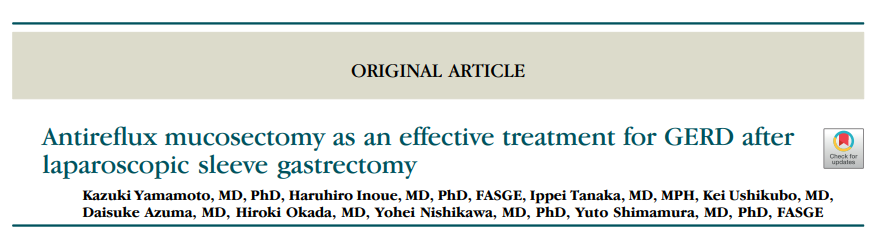 ORIGINAL ARTICLE
Antireflux mucosectomy as an effective treatment for GERD after
laparoscopic sleeve gastrectomy
Check for
updates
Kazuki Yamamoto, MD, PhD, Haruhiro Inoue, MD, PhD, FASGE, Ippei Tanaka, MD, MPH, Kei Ushikubo, MD,
Daisuke Azuma, MD, Hiroki Okada, MD, Yohei Nishikawa, MD, PhD, Yuto Shimamura, MD, PhD, FASGE